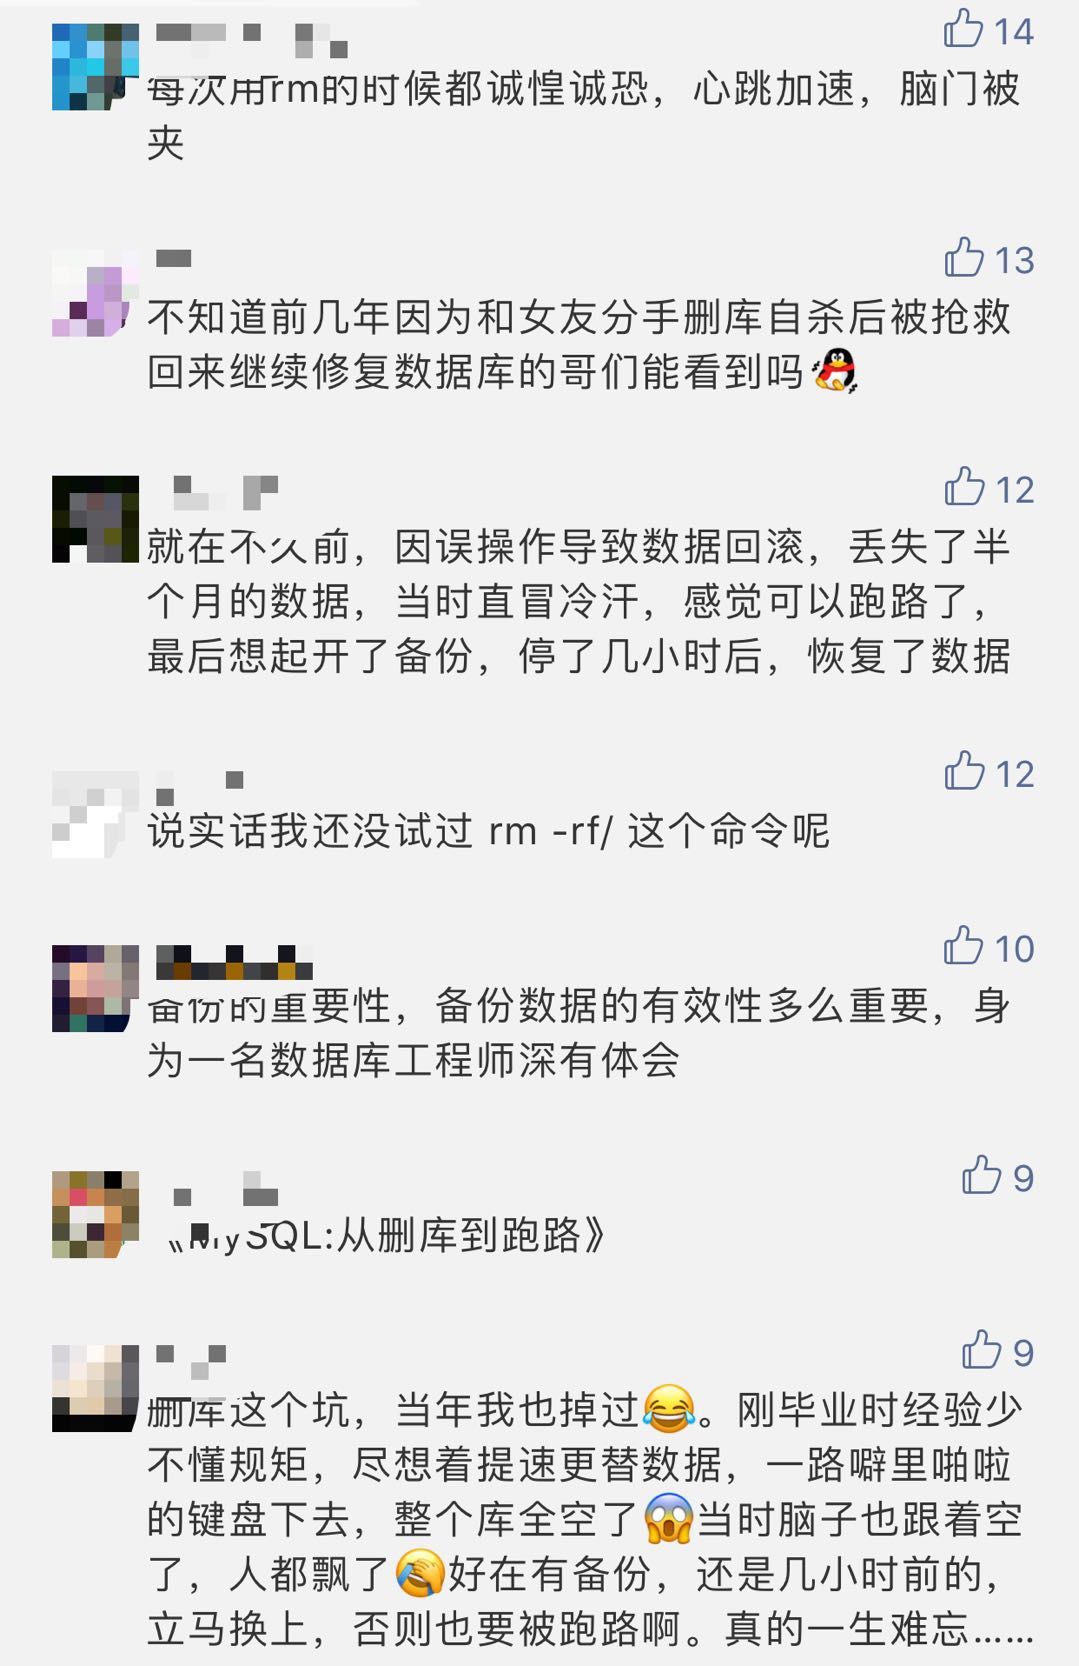 14
每次用rm的时候都诚惶诚恐，心跳加速，脑门被
夹
13
不知道前几年因为和女友分手删库自杀后被抢救
回来继续修复数据库的哥们能看到吗
12
就在不久前，因误操作导致数据回滚，丢失了半
个月的数据，当时直冒冷汗，感觉可以跑路了，
最后想起开了备份，停了几小时后，恢复了数据
12
说实话我还没试过 rm -rf/ 这个命令呢
10
备份的重要性，备份数据的有效性多么重要，身
为一名数据库工程师深有体会
9
《MySQL:从删库到跑路》
9
删库这个坑，当年我也掉过😂。刚毕业时经验少
不懂规矩，尽想着提速更替数据，一路噼里啪啦
的键盘下去，整个库全空了😱当时脑子也跟着空
了，人都飘了🤦好在有备份，还是几小时前的，
立马换上，否则也要被跑路啊。真的一生难忘……